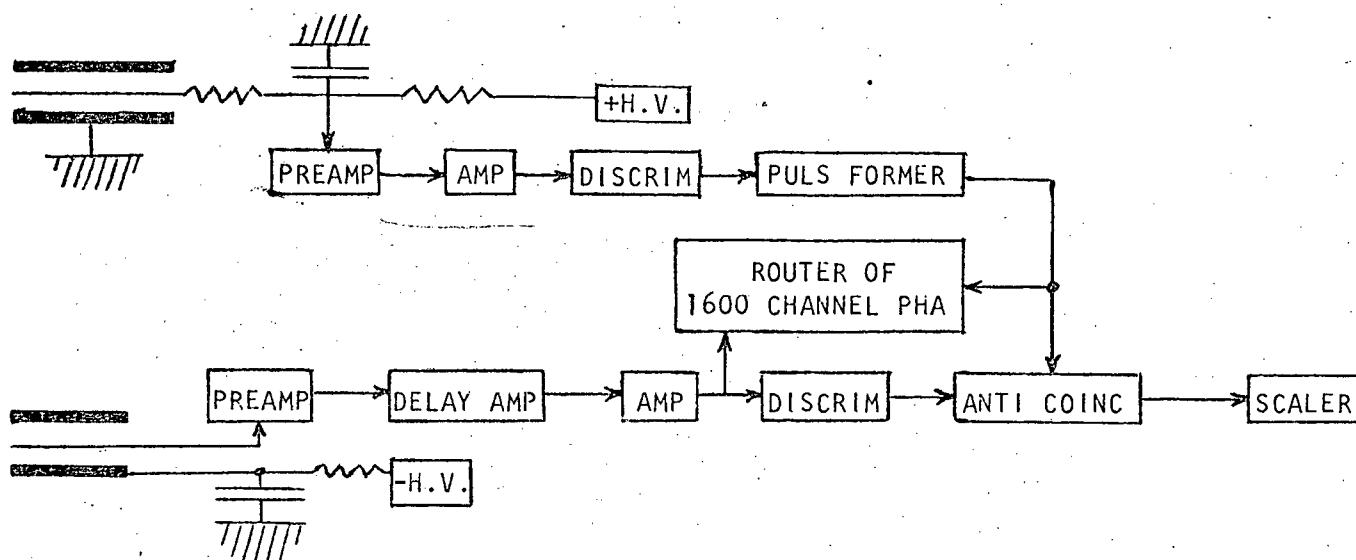 +H.V.
PREAMP
AMP
DISCRIM
PULS FORMER
ROUTER OF
1600 CHANNEL PHA
PREAMP
DELAY AMP
AMP
DISCRIM
ANTI COINC
SCALER
-H.V.